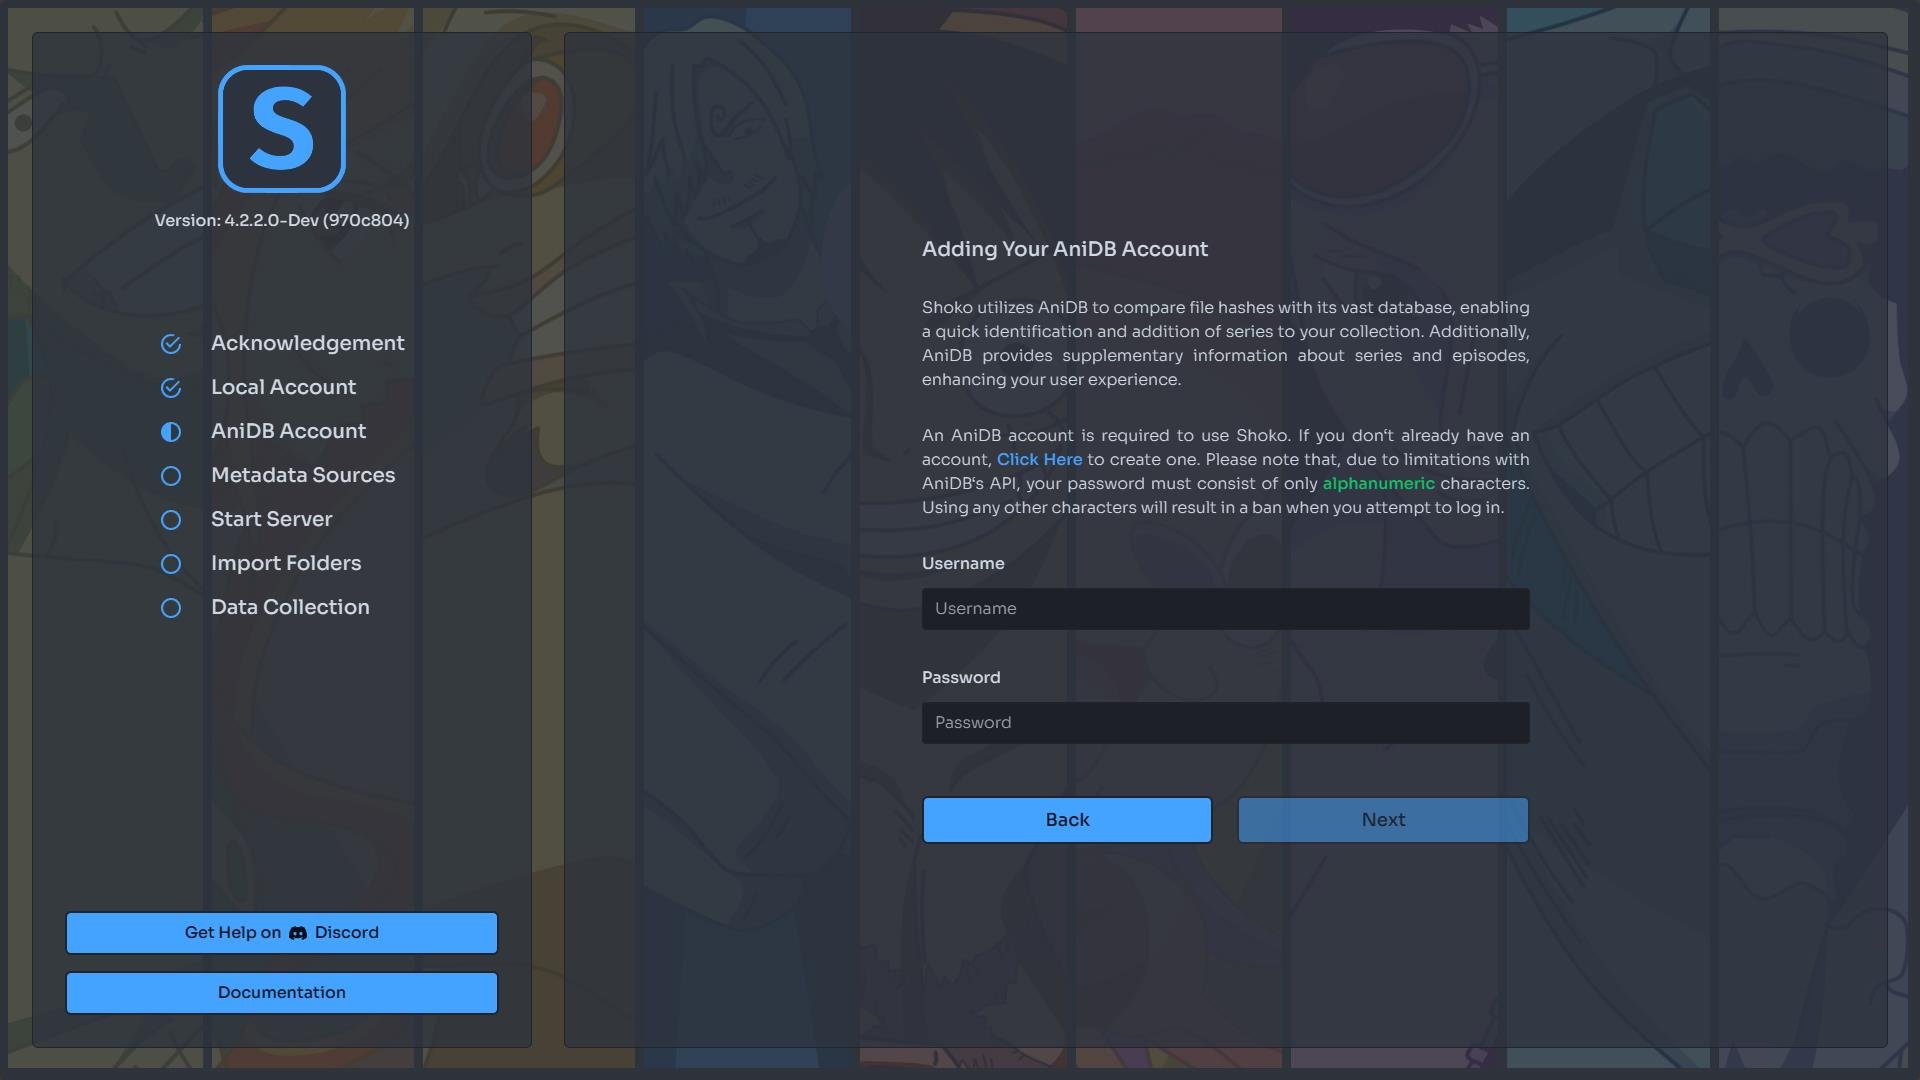 S
Version: 4.2.2.0-Dev (970c804)
Acknowledgement
Local Account
AniDB Account
Metadata Sources
Start Server
Import Folders
Data Collection
Get Help on Discord
Documentation
Adding Your AniDB Account
Shoko utilizes AniDB to compare file hashes with its vast database, enabling
a quick identification and addition of series to your collection. Additionally,
AniDB provides supplementary information about series and episodes,
enhancing your user experience.
An AniDB account is required to use Shoko. If you don‘t already have an
account, Click Here to create one. Please note that, due to limitations with
AniDB‘s API, your password must consist of only alphanumeric characters.
Using any other characters will result in a ban when you attempt to log in.
Username
Username
Password
Password
Back
Next